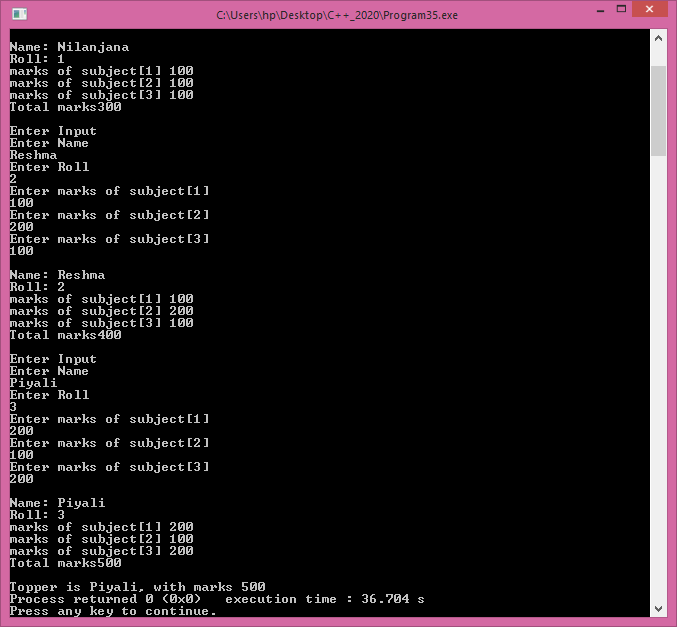 C:\Users\hp\Desktop\C++_2020\Program35.exe
Name: Nilanjana
Roll: 1
marks of subject[1] 100
marks of subject[2] 100
marks of subject[3] 100
Total marks300
Enter Input
Enter Name
Reshma
Enter Roll
2
Enter marks of subject[1]
100
Enter marks of subject[2]
200
Enter marks of subject[3]
100
Name: Reshma
Roll: 2
marks of subject[1] 100
marks of subject[2] 200
marks of subject[3] 100
Total marks400
Enter Input
Enter Name
Piyali
Enter Roll
3
Enter marks of subject[1]
200
Enter marks of subject[2]
100
Enter marks of subject[3]
200
Name: Piyali
Roll: 3
marks of subject[1] 200
marks of subject[2] 100
marks of subject[3] 200
Total marks500
Topper is Piyali, with marks 500
Process returned 0 (0x0)   execution time : 36.704 s
Press any key to continue.